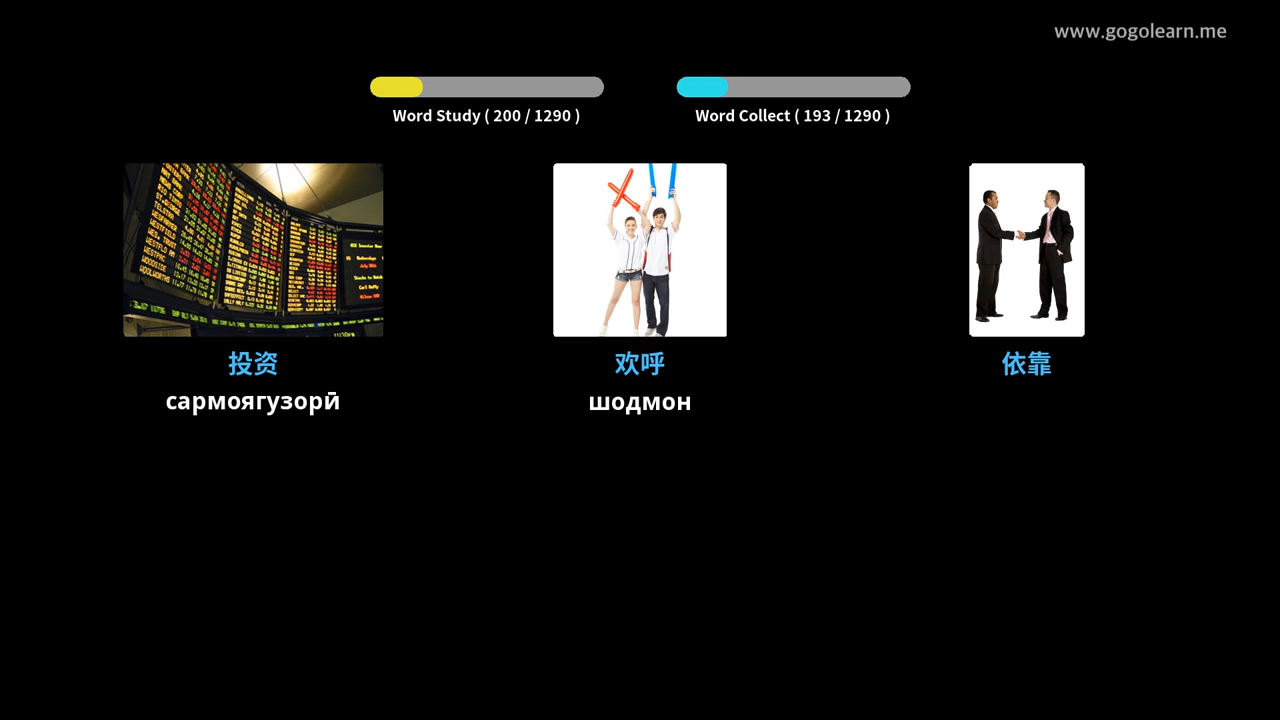 www.gogolearn.me
Word Study ( 200 / 1290 )
Word Collect ( 193 / 1290 )
投资
欢呼
依靠
сармоягузорӣ
шодмон